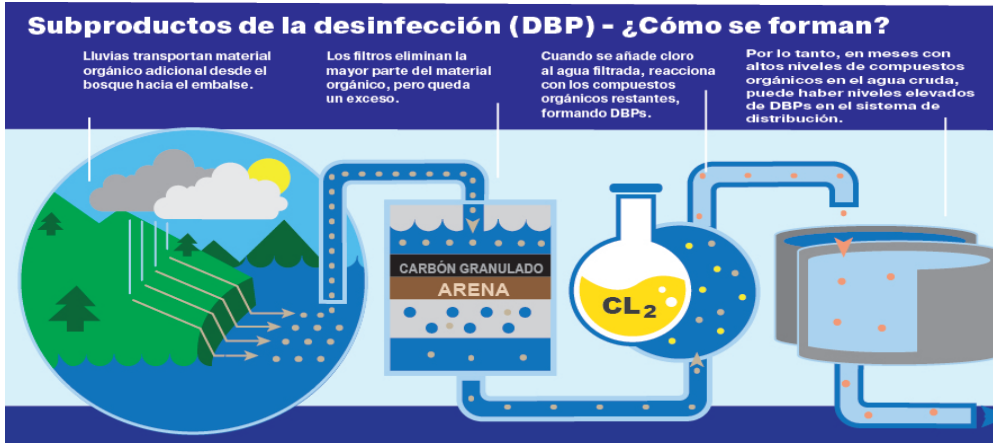 Subproductos de la desinfección (DBP) - ¿Cómo se forman?
Lluvias transportan material
orgánico adicional desde el
bosque hacia el embalse.
Los filtros eliminan la
mayor parte del material
orgánico, pero queda
un exceso.
Cuando se añade cloro
al agua filtrada, reacciona
con los compuestos
orgánicos restantes,
formando DBPs.
Por lo tanto, en meses con
altos niveles de compuestos
orgánicos en el agua cruda,
puede haber niveles elevados
de DBPs en el sistema de
distribución.
CARBÓN GRANULADO
ARENA
CL2